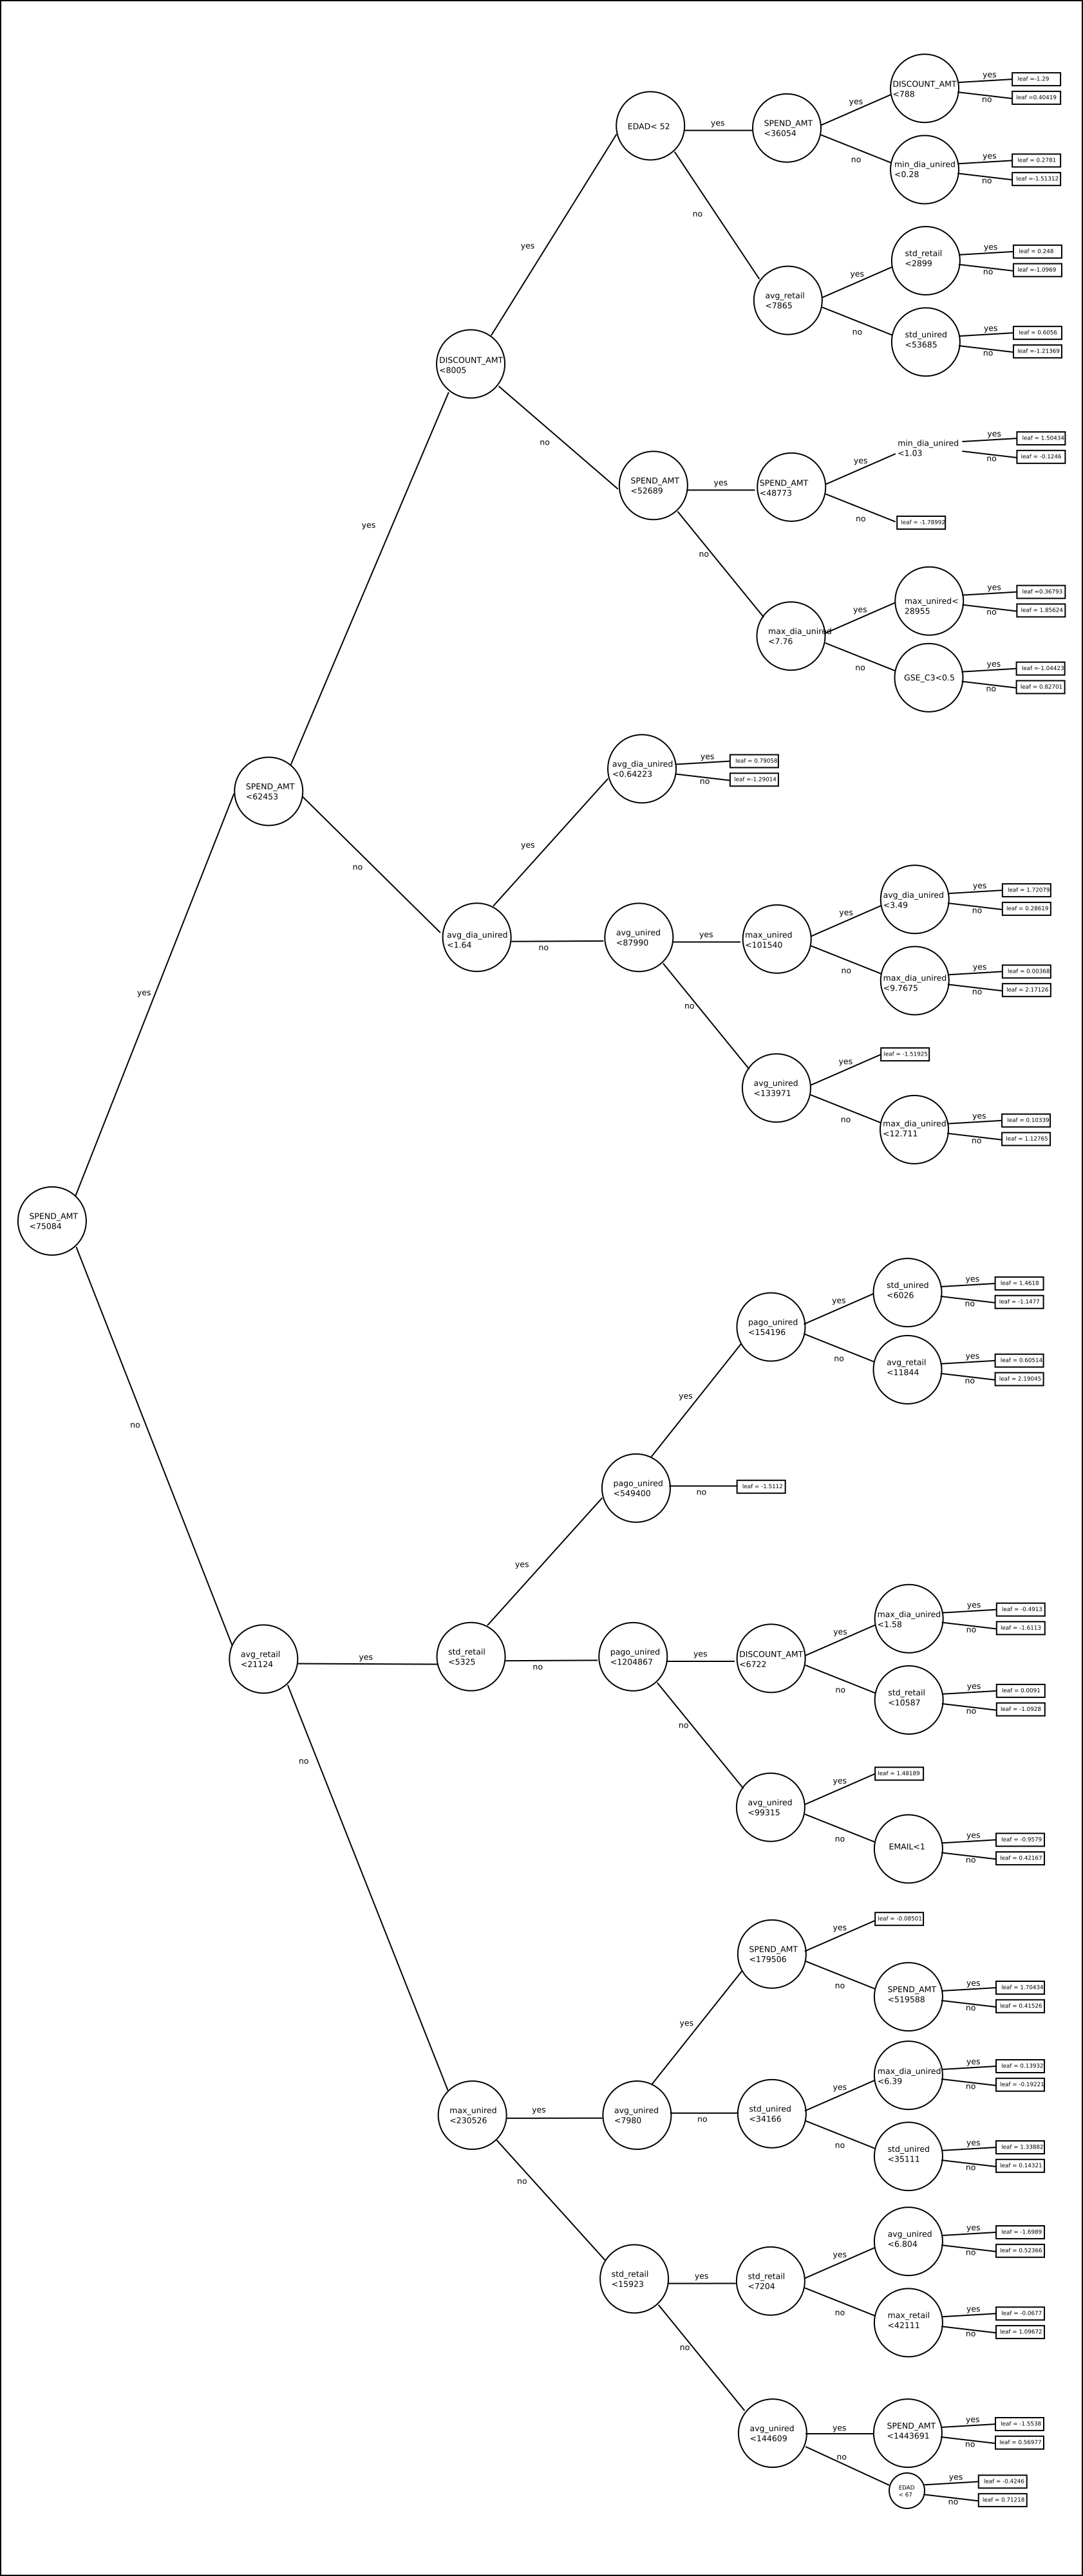 DISCOUNT_AMT
<788
yes
leaf =-1.29
no
leaf =0.40419
EDAD< 52
yes
SPEND_AMT
<36054
yes
no
min_dia_unired
<0.28
yes
leaf = 0.2781
no
leaf =-1.51312
no
yes
avg_retail
<7865
yes
std_retail
<2899
yes
leaf = 0.248
no
leaf =-1.0969
no
std_unired
<53685
yes
leaf = 0.6056
no
leaf =-1.21369
DISCOUNT_AMT
<8005
no
SPEND_AMT
<52689
yes
SPEND_AMT
<48773
yes
min_dia_unired
<1.03
yes
leaf = 1.50434
no
leaf = -0.1246
no
leaf = -1.78992
yes
no
max_dia_unired
<7.76
yes
max_unired<
28955
yes
leaf =0.36793
no
leaf = 1.85624
no
GSE_C3<0.5
yes
leaf =-1.04423
no
leaf = 0.82701
SPEND_AMT
<62453
no
avg_dia_unired
<0.64223
yes
leaf = 0.79058
no
leaf =-1.29014
yes
avg_dia_unired
<1.64
no
avg_unired
<87990
yes
max_unired
<101540
yes
avg_dia_unired
<3.49
yes
leaf = 1.72079
no
leaf = 0.28619
no
max_dia_unired
<9.7675
yes
leaf = 0.00368
no
leaf = 2.17126
yes
no
avg_unired
<133971
yes
leaf = -1.51925
no
max_dia_unired
<12.711
yes
leaf = 0.10339
no
leaf = 1.12765
SPEND_AMT
<75084
no
pago_unired
<154196
yes
std_unired
<6026
yes
leaf = 1.4618
no
leaf = -1.1477
no
avg_retail
<11844
yes
leaf = 0.60514
no
leaf = 2.19045
yes
pago_unired
<549400
no
leaf = -1.5112
yes
avg_retail
<21124
yes
std_retail
<5325
no
pago_unired
<1204867
yes
DISCOUNT_AMT
<6722
yes
max_dia_unired
<1.58
yes
leaf = -0.4913
no
leaf = -1.6113
no
std_retail
<10587
yes
leaf = 0.0091
no
leaf = -1.0928
no
no
avg_unired
<99315
yes
leaf = 1.48189
no
EMAIL<1
yes
leaf = -0.9579
no
leaf = 0.42167
SPEND_AMT
<179506
yes
leaf = -0.08501
no
SPEND_AMT
<519588
yes
leaf = 1.70434
no
leaf = 0.41526
yes
max_unired
<230526
yes
avg_unired
<7980
no
std_unired
<34166
yes
max_dia_unired
<6.39
yes
leaf = 0.13932
no
leaf = -0.19221
no
std_unired
<35111
yes
leaf = 1.33882
no
leaf = 0.14321
no
std_retail
<15923
yes
std_retail
<7204
yes
avg_unired
<6.804
yes
leaf = -1.6989
no
leaf = 0.52366
no
max_retail
<42111
yes
leaf = -0.0677
no
leaf = 1.09672
no
avg_unired
<144609
yes
SPEND_AMT
<1443691
yes
leaf = -1.5538
no
leaf = 0.56977
no
EDAD
< 67
yes
leaf = -0.4246
no
leaf = 0.71218